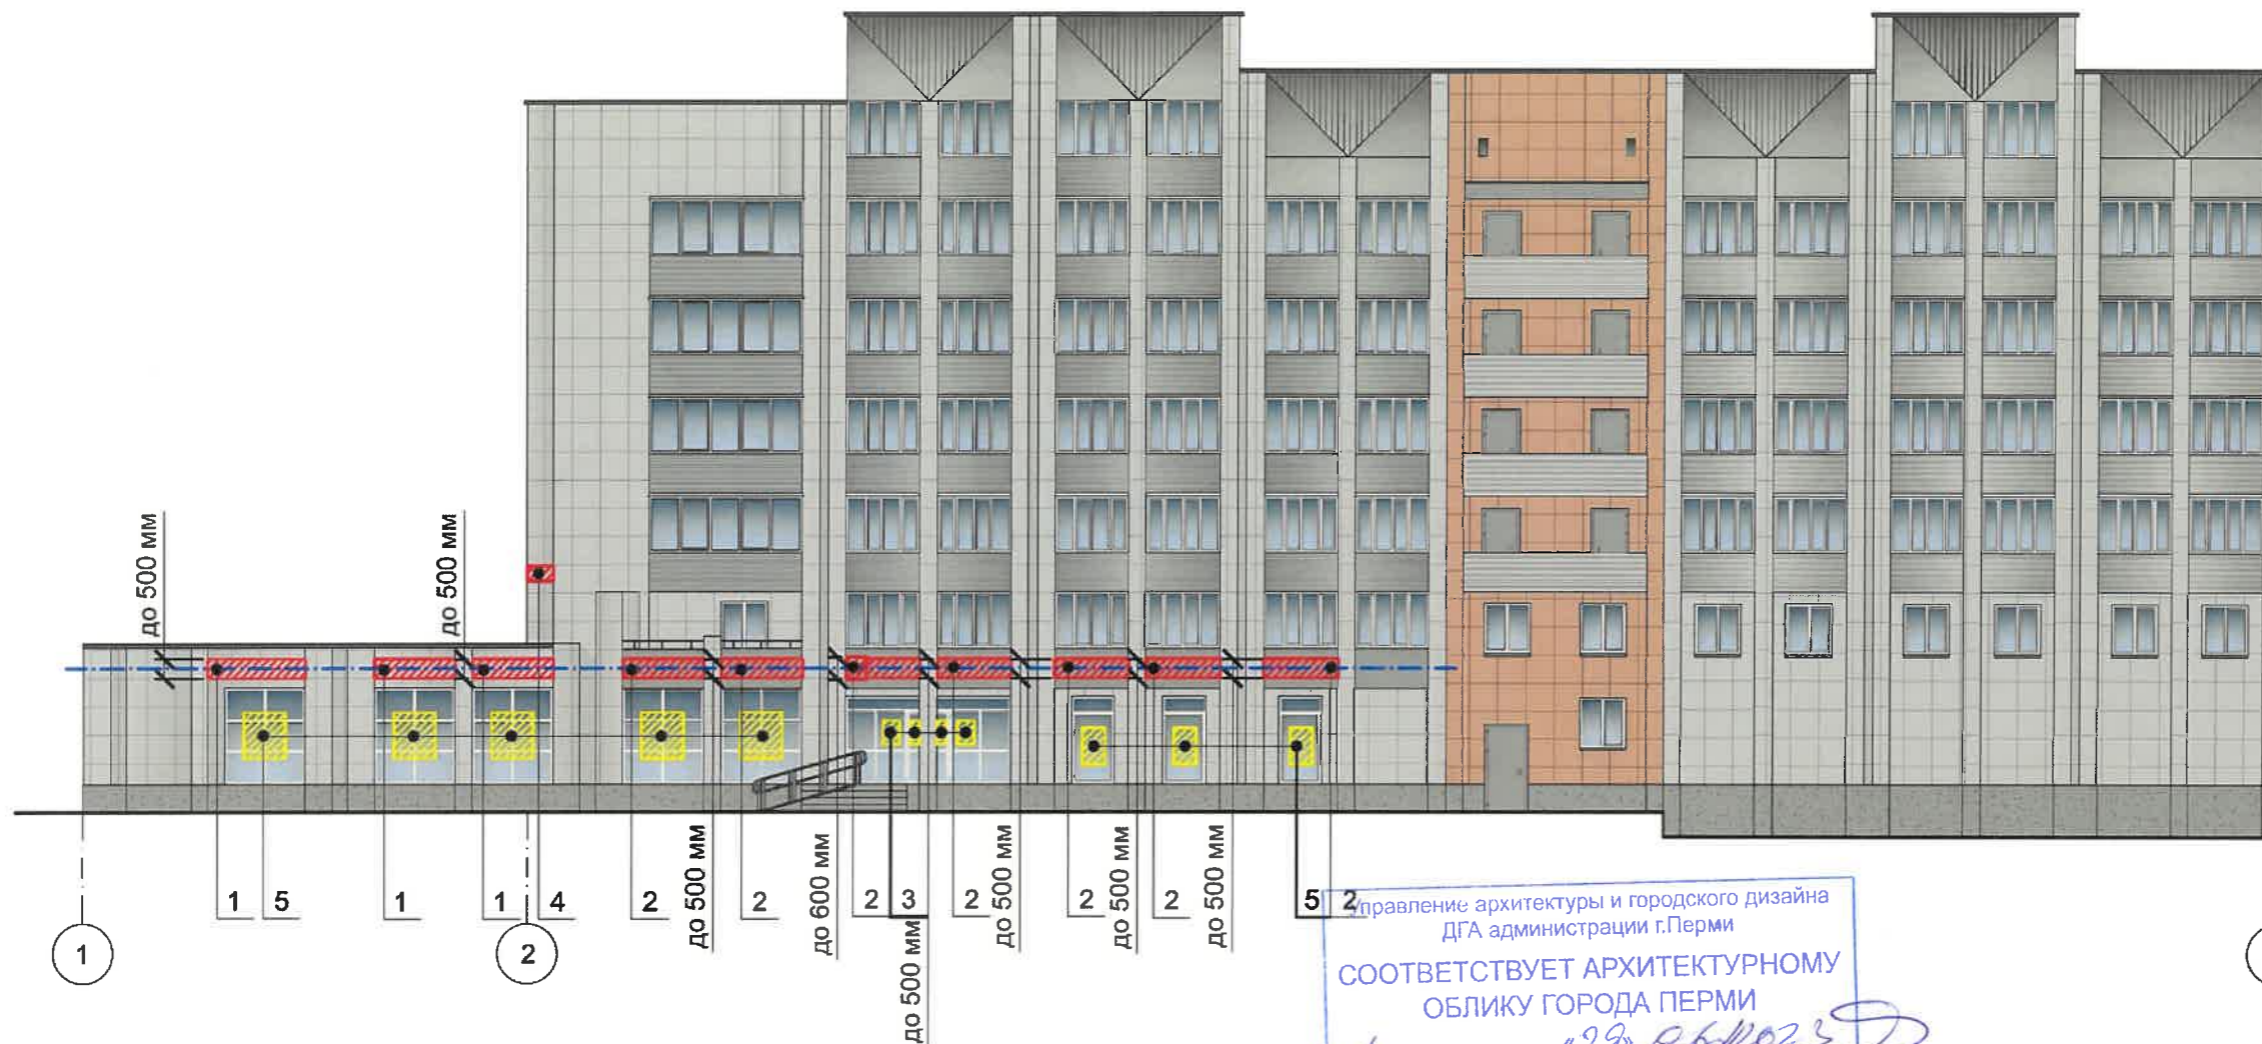 до 500 мм
до 500 мм
1
5
1
1
4
2
до 500 мм
2
до 600 мм
2
3
до 500 мм
2
до 500 мм
2
до 500 мм
2
до 500 мм
5
2
1
2
Управление архитектуры и городского дизайна
ДГА администрации г.Перми
СООТВЕТСТВУЕТ АРХИТЕКТУРНОМУ
ОБЛИКУ ГОРОДА ПЕРМИ